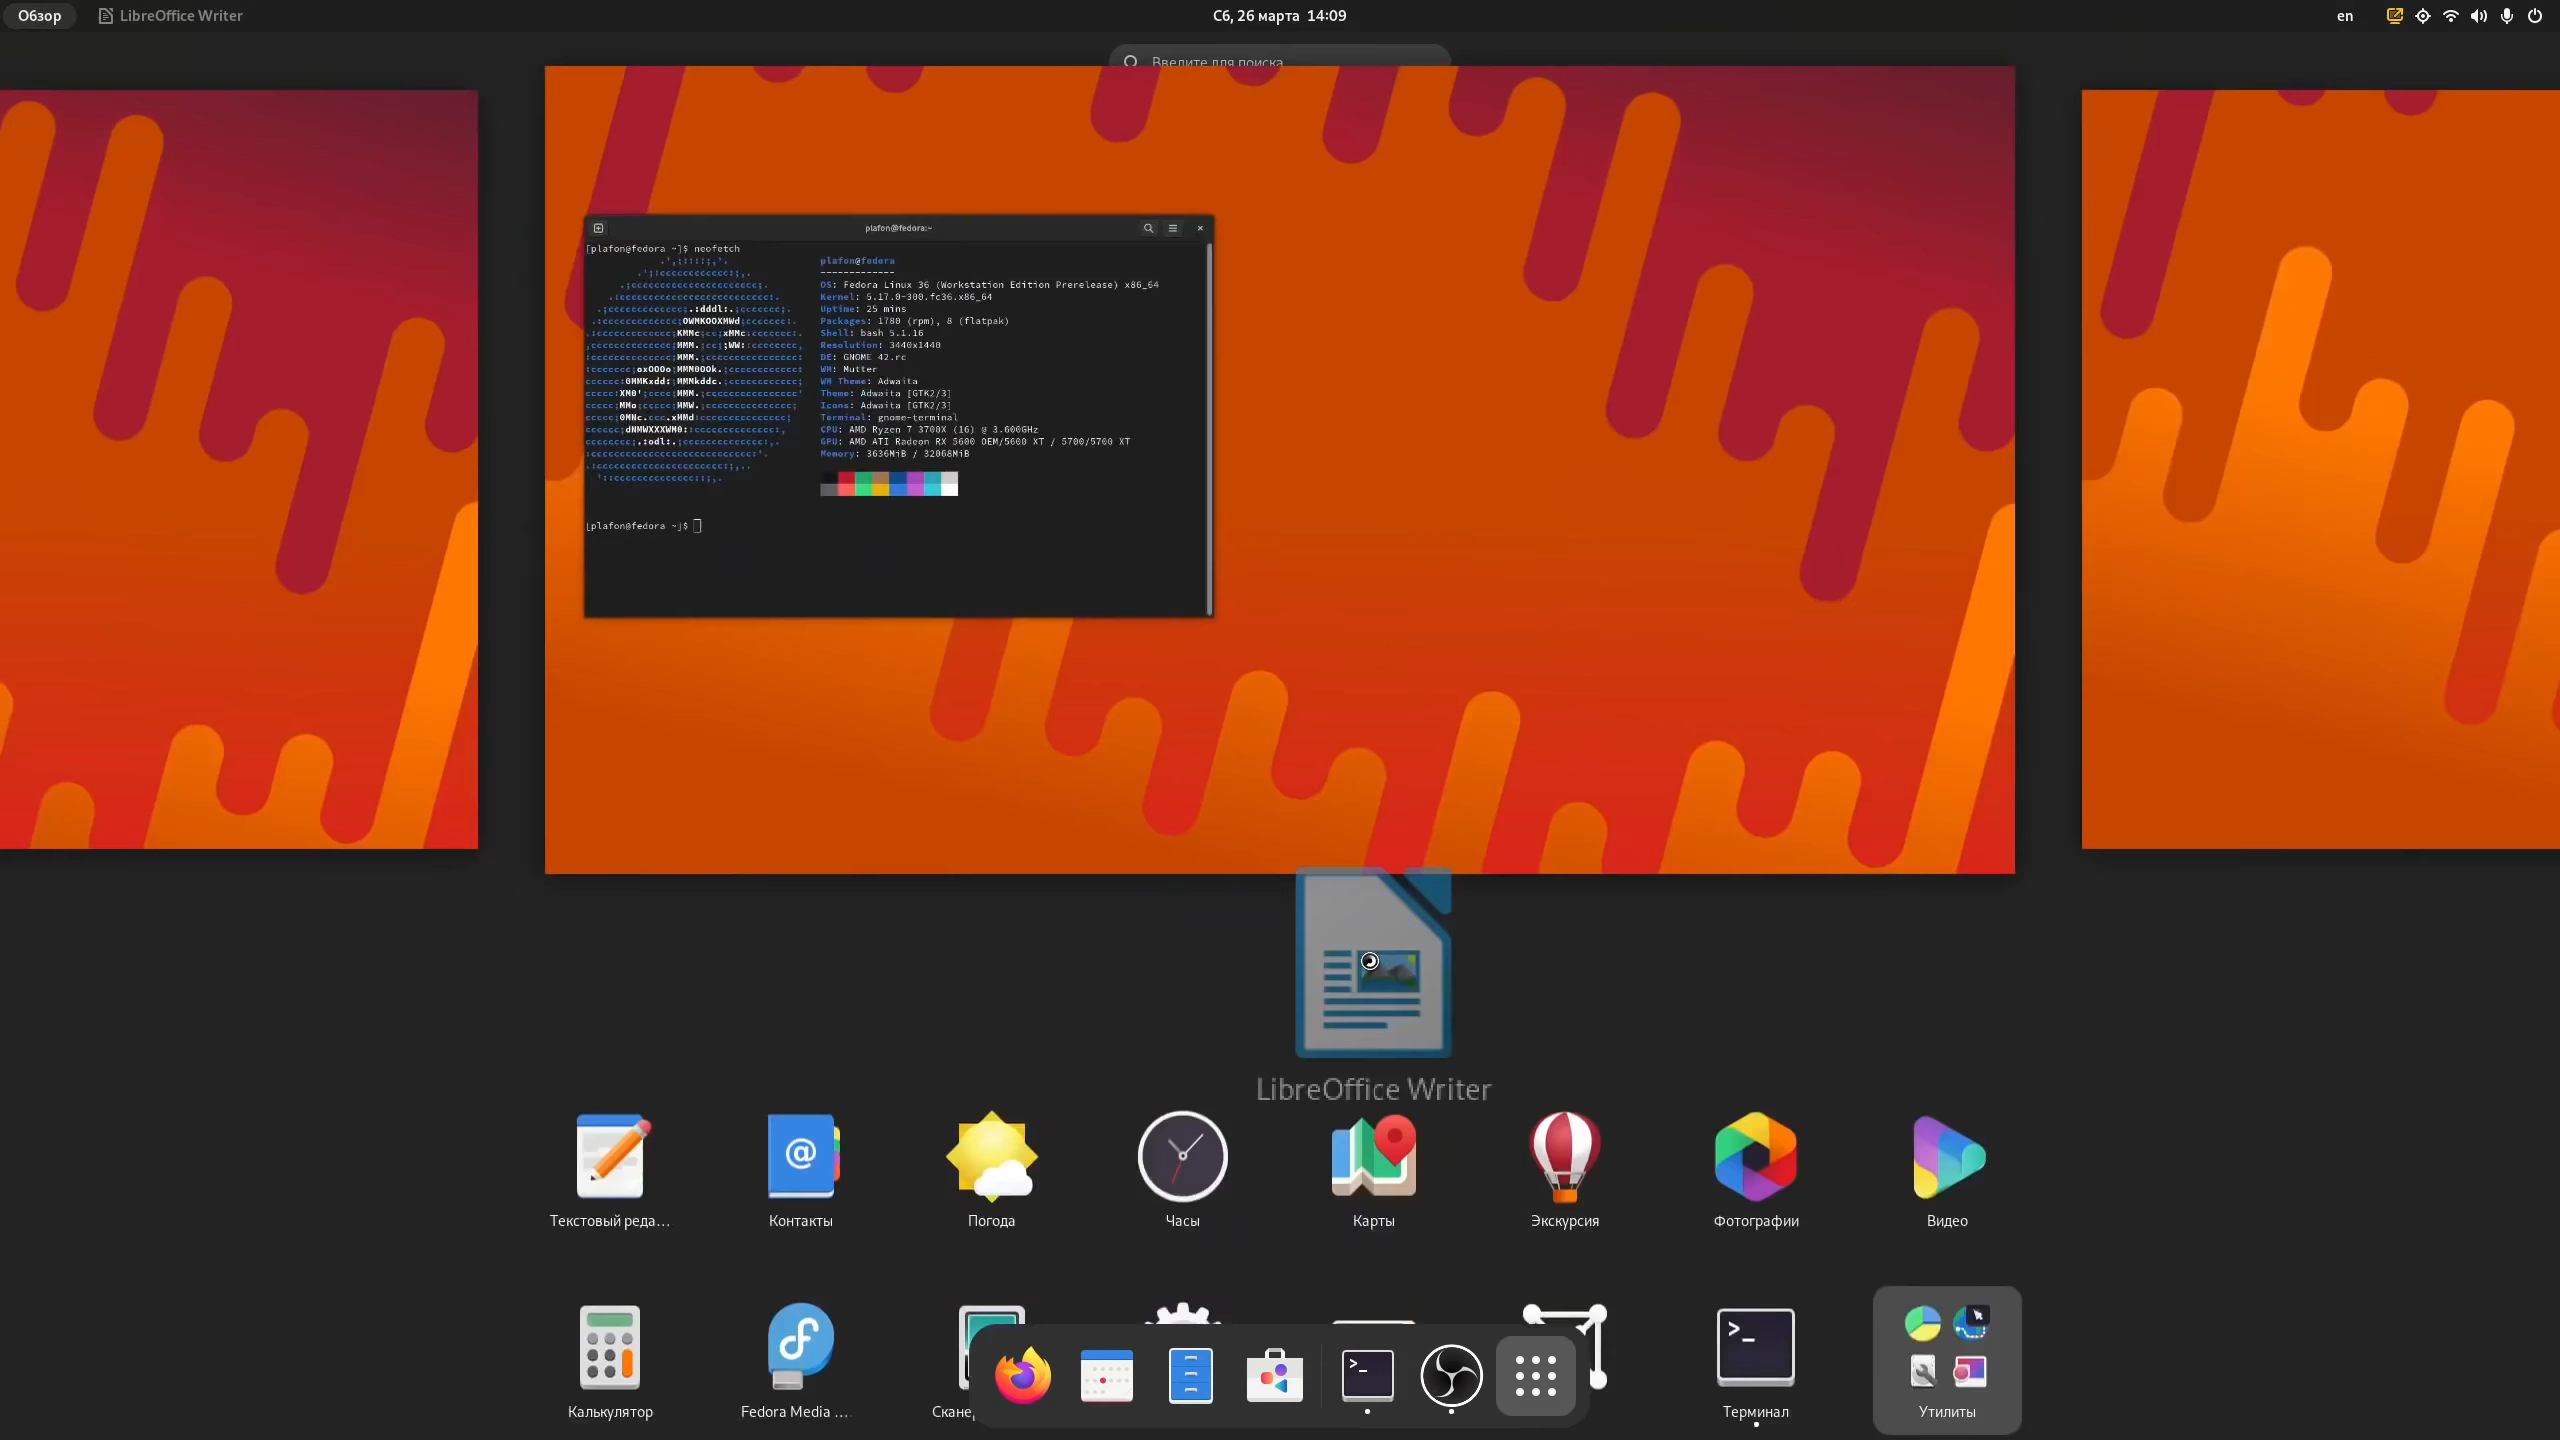 Обзор
LibreOffice Writer
Сб, 26 марта 14:09
en
Введите для поиска
plafon@fedora:~
[plafon@fedora ~]$ neofetch
plafon@fedora
-------------
OS: Fedora Linux 36 (Workstation Edition Prerelease) x86_64
Kernel: 5.17.0-300.fc36.x86_64
Uptime: 25 mins
Packages: 1780 (rpm), 8 (flatpak)
Shell: bash 5.1.16
Resolution: 3440x1440
DE: GNOME 42.rc
WM: Mutter
WM Theme: Adwaita
Theme: Adwaita [GTK2/3]
Icons: Adwaita [GTK2/3]
Terminal: gnome-terminal
CPU: AMD Ryzen 7 3700X (16) @ 3.600GHz
GPU: AMD ATI Radeon RX 5600 OEM/5600 XT / 5700/5700 XT
Memory: 3636MiB / 32068MiB
[plafon@fedora ~]$
LibreOffice Writer
Текстовый реда…
Контакты
Погода
Часы
Карты
Экскурсия
Фотографии
Видео
Калькулятор
Fedora Media …
Терминал
Утилиты